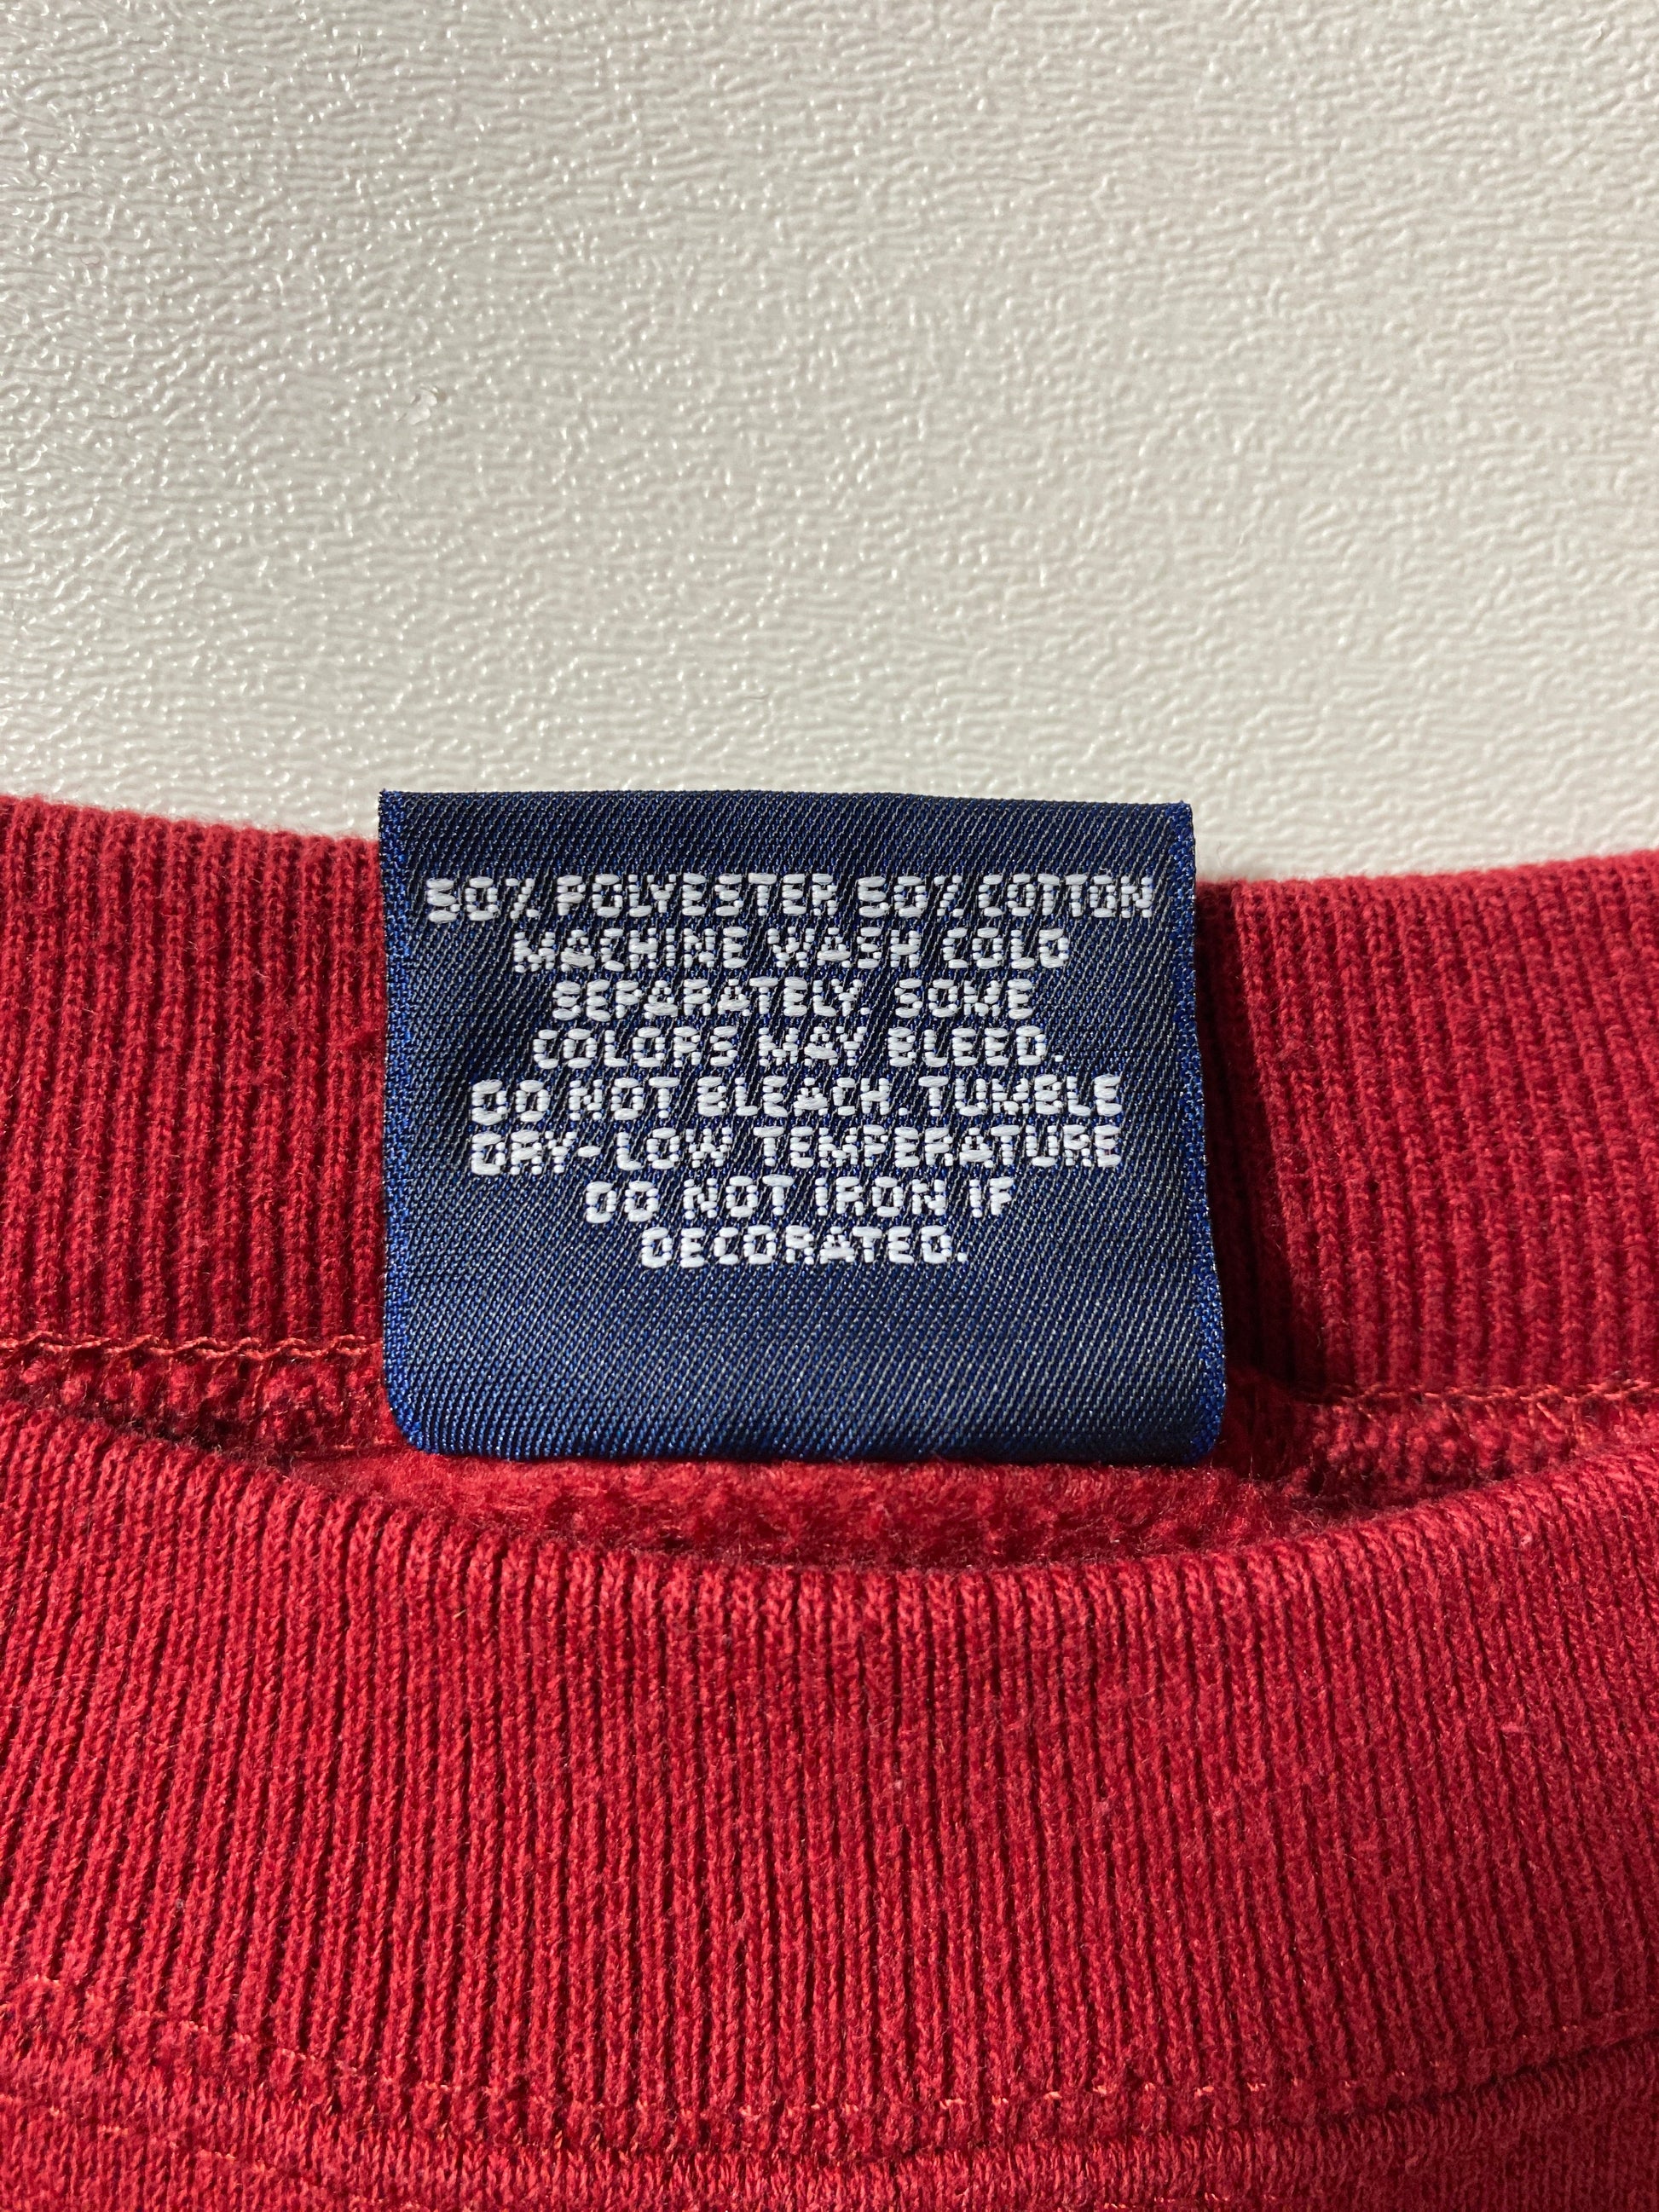 50% POLYESTER 50% COTTON
MACHINE WASH COLD
SEPARATELY. SOME
COLORS MAY BLEED.
DO NOT BLEACH. TUMBLE
DRY-LOW TEMPERATURE
DO NOT IRON IF
DECORATED.